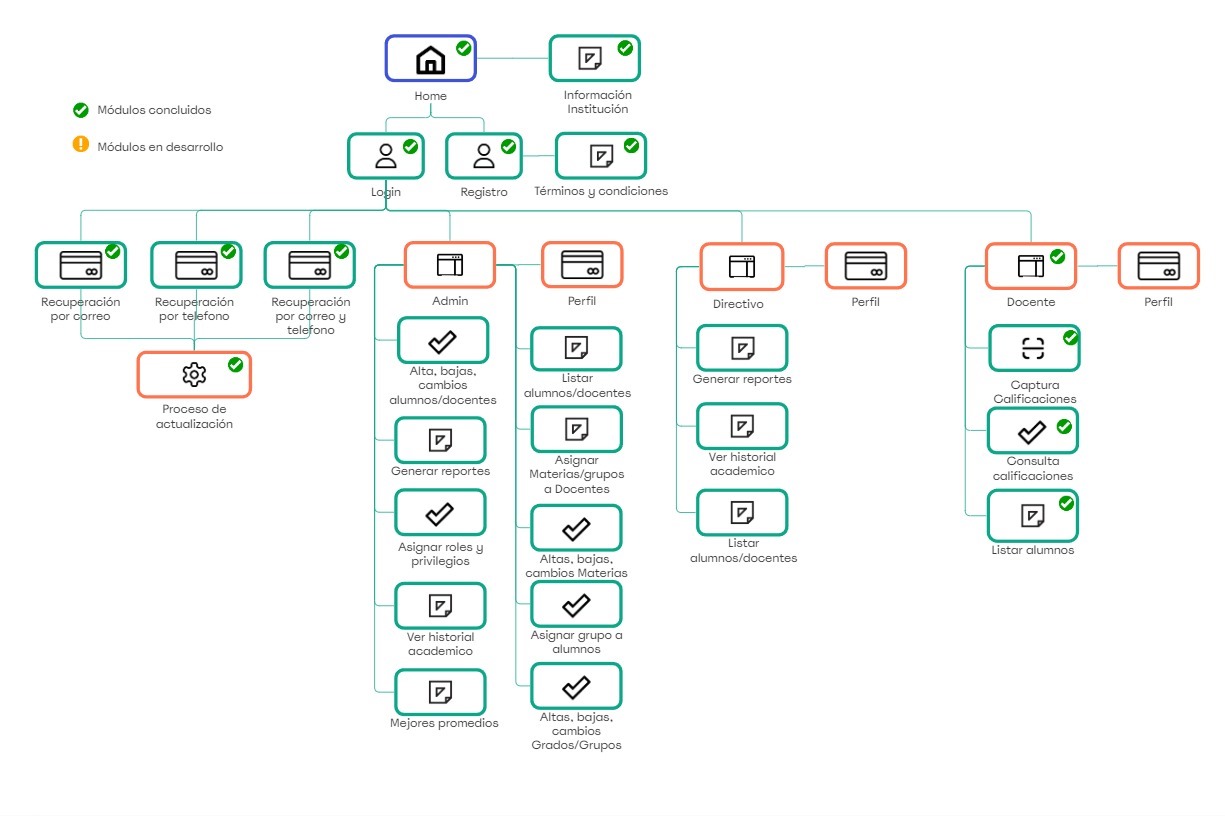 Home
Información
Institución
Módulos concluidos
Módulos en desarrollo
Login
Registro
Términos y condiciones
Recuperación
por correo
Recuperación
por telefono
Recuperación
por correo y
telefono
Proceso de
actualización
Admin
Perfil
Alta, bajas,
cambios
alumnos/docentes
Generar reportes
Asignar roles y
privilegios
Ver historial
academico
Mejores promedios
Listar
alumnos/docentes
Asignar
Materias/grupos
a Docentes
Altas, bajas,
cambios Materias
Asignar grupo a
alumnos
Altas, bajas,
cambios
Grados/Grupos
Directivo
Perfil
Generar reportes
Ver historial
academico
Listar
alumnos/docentes
Docente
Perfil
Captura
Calificaciones
Consulta
calificaciones
Listar alumnos